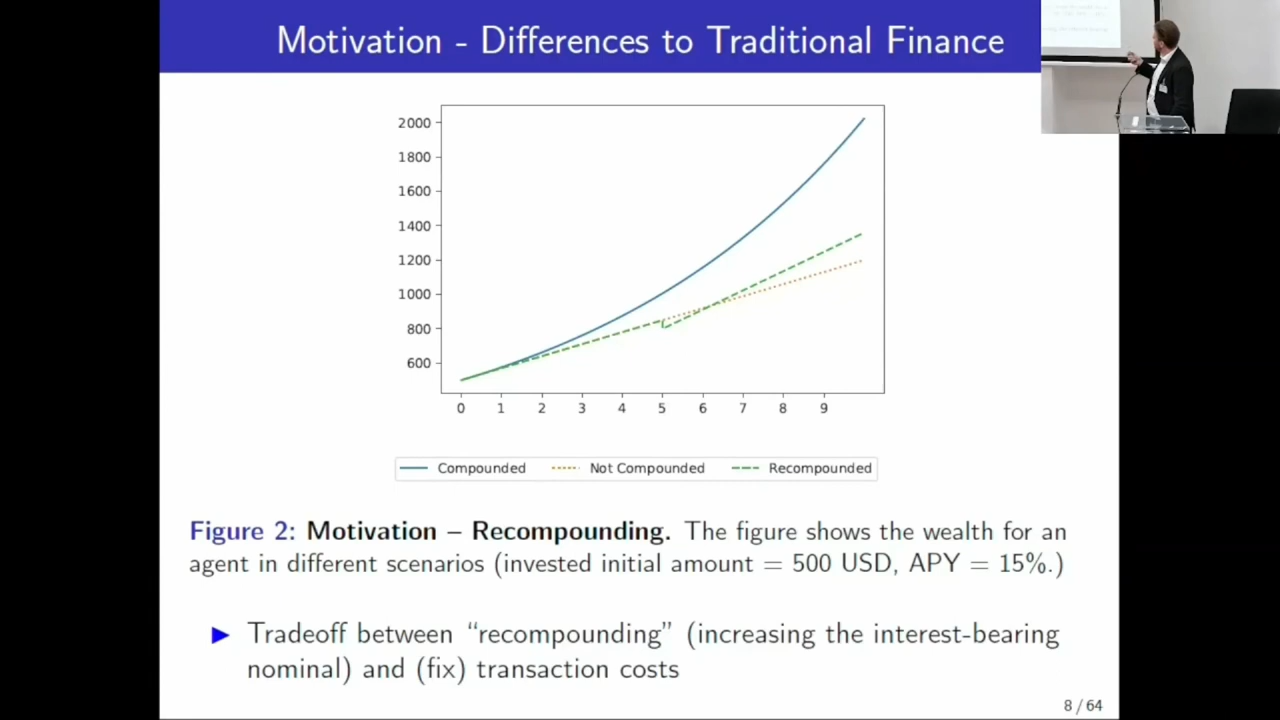 Motivation - Differences to Traditional Finance
2000
1800
1600
1400
1200
1000
800
600
0 1 2 3 4 5 6 7 8 9
Compounded Not Compounded Recompounded
Figure 2: Motivation – Recompounding. The figure shows the wealth for an
agent in different scenarios (invested initial amount = 500 USD, APY = 15%.)
Tradeoff between “recompounding” (increasing the interest-bearing
nominal) and (fix) transaction costs
8 / 64